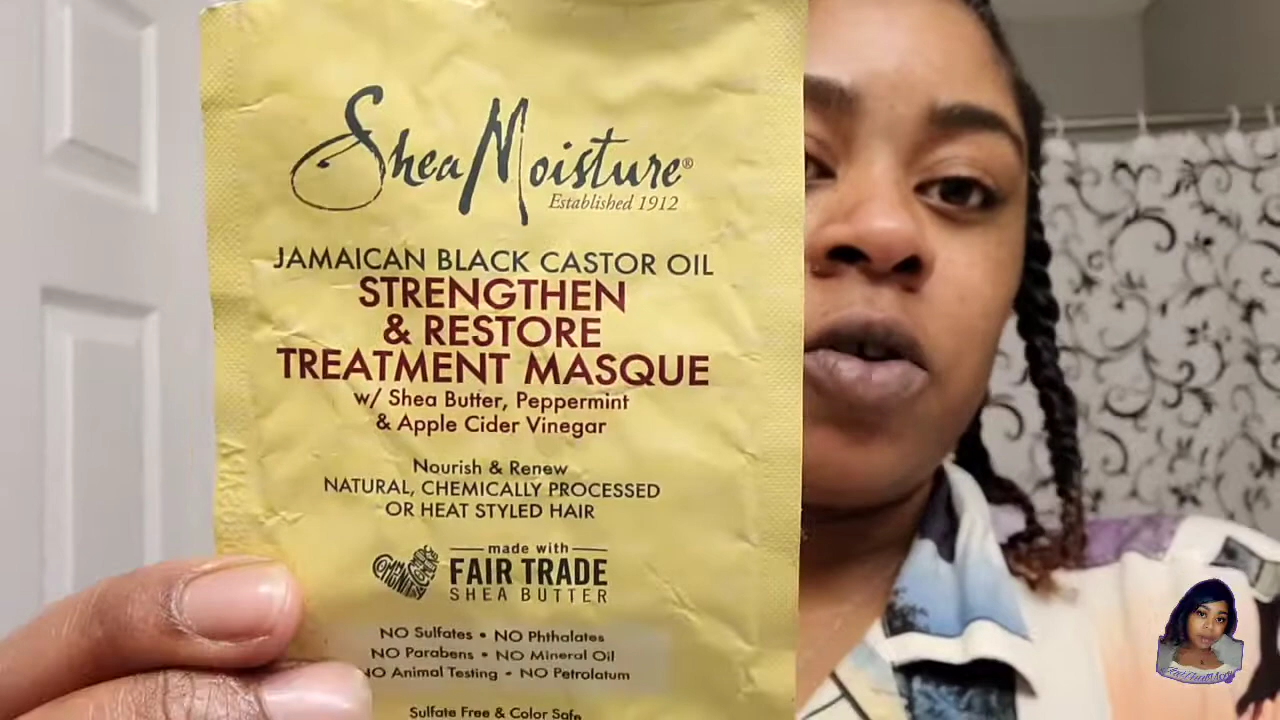 SheaMoisture®
Established 1912
JAMAICAN BLACK CASTOR OIL
STRENGTHEN
& RESTORE
TREATMENT MASQUE
w/ Shea Butter, Peppermint
& Apple Cider Vinegar
Nourish & Renew
NATURAL, CHEMICALLY PROCESSED
OR HEAT STYLED HAIR
made with
FAIR TRADE
SHEA BUTTER
NO Sulfates • NO Phthalates
NO Parabens • NO Mineral Oil
NO Animal Testing • NO Petrolatum
Sulfate Free & Color Safe